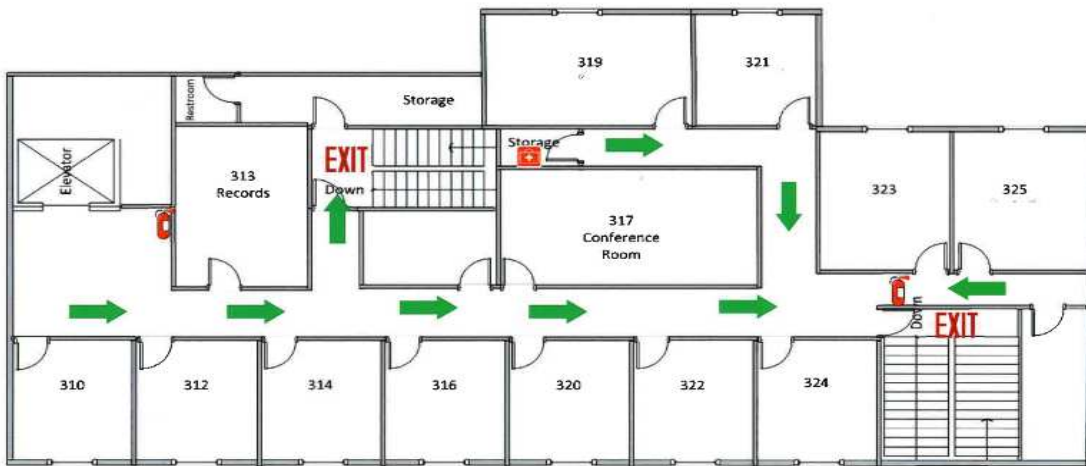 319
321
Restroom
Storage
Elevator
313
Records
EXIT
Down
Storage
323
325
317
Conference
Room
Down
EXIT
310
312
314
316
320
322
324